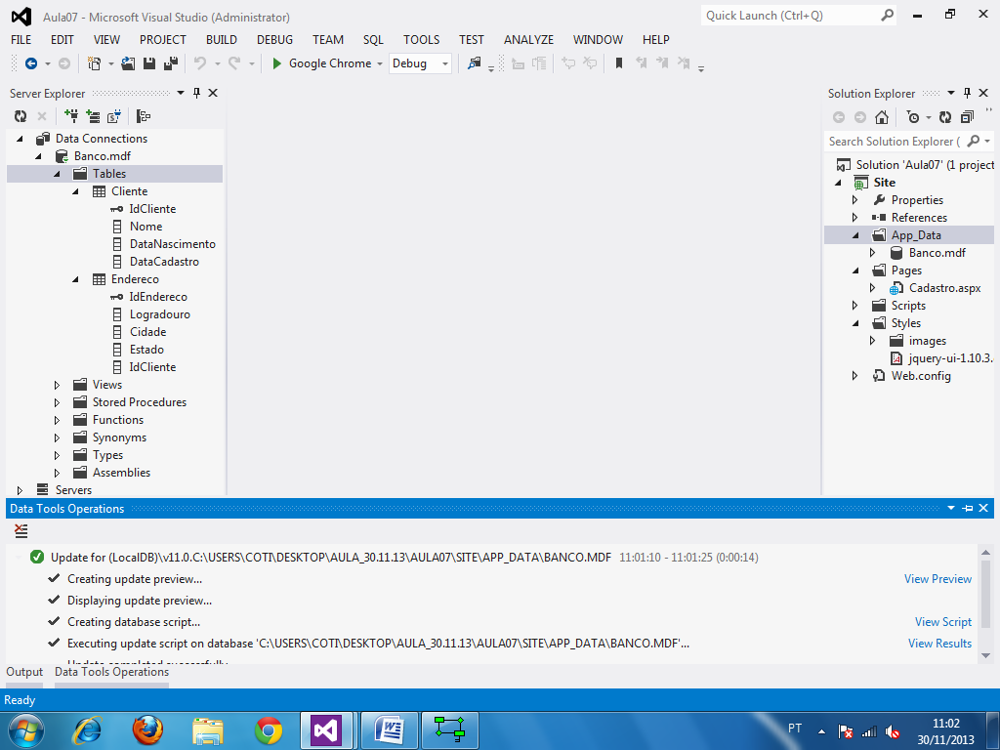 Aula07 - Microsoft Visual Studio (Administrator)
Quick Launch (Ctrl+Q)
FILE EDIT VIEW PROJECT BUILD DEBUG TEAM SQL TOOLS TEST ANALYZE WINDOW HELP
Google Chrome Debug
Server Explorer
Data Connections
Banco.mdf
Tables
Cliente
IdCliente
Nome
DataNascimento
DataCadastro
Endereco
IdEndereco
Logradouro
Cidade
Estado
IdCliente
Views
Stored Procedures
Functions
Synonyms
Types
Assemblies
Servers
Solution Explorer
Search Solution Explorer (
Solution 'Aula07' (1 project
Site
Properties
References
App_Data
Banco.mdf
Pages
Cadastro.aspx
Scripts
Styles
images
jquery-ui-1.10.3.
Web.config
Data Tools Operations
Update for (LocalDB)\v11.0.C:\USERS\COTI\DESKTOP\AULA_30.11.13\AULA07\SITE\APP_DATA\BANCO.MDF 11:01:10 - 11:01:25 (0:00:14)
Creating update preview... View Preview
Displaying update preview...
Creating database script... View Script
Executing update script on database 'C:\USERS\COTI\DESKTOP\AULA_30.11.13\AULA07\SITE\APP_DATA\BANCO.MDF'... View Results
Update completed successfully
Output Data Tools Operations
Ready
PT
11:02
30/11/2013